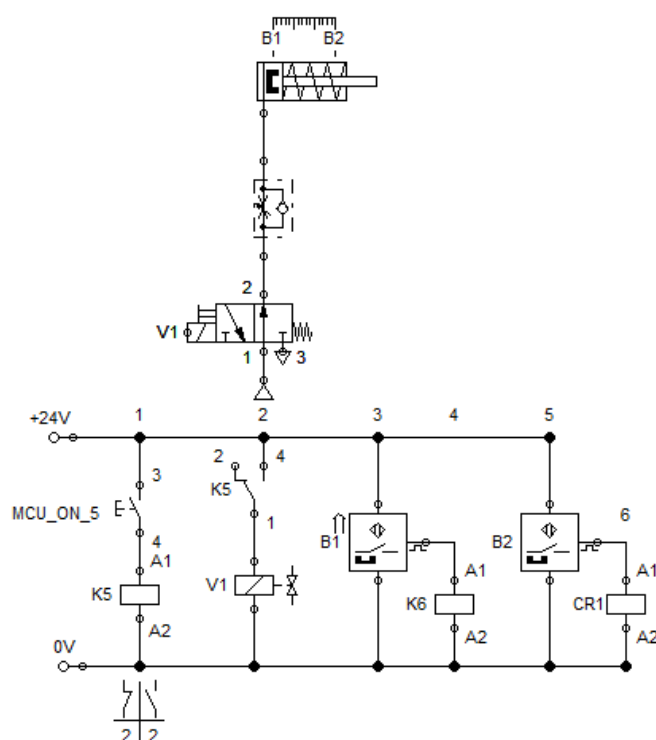 B1 B2
2
V1
1 3
+24V 1 2 3 4 5
3 2 4
MCU_ON_5 K5 B1 B2 6
4 1
A1 A1 A1
K5 V1 K6 CR1
A2 A2 A2
0V
2 2